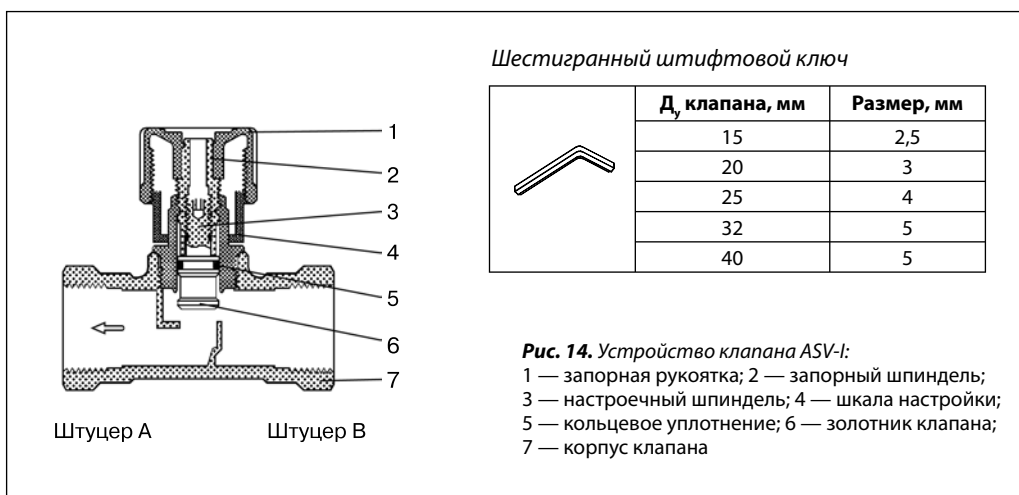 Шестигранный штифтовой ключ
Ду клапана, мм Размер, мм
15 2,5
20 3
25 4
32 5
40 5
1
2
3
4
5
6
7
Штуцер А Штуцер В
Рис. 14. Устройство клапана ASV-I:
1 — запорная рукоятка; 2 — запорный шпиндель;
3 — настроечный шпиндель; 4 — шкала настройки;
5 — кольцевое уплотнение; 6 — золотник клапана;
7 — корпус клапана